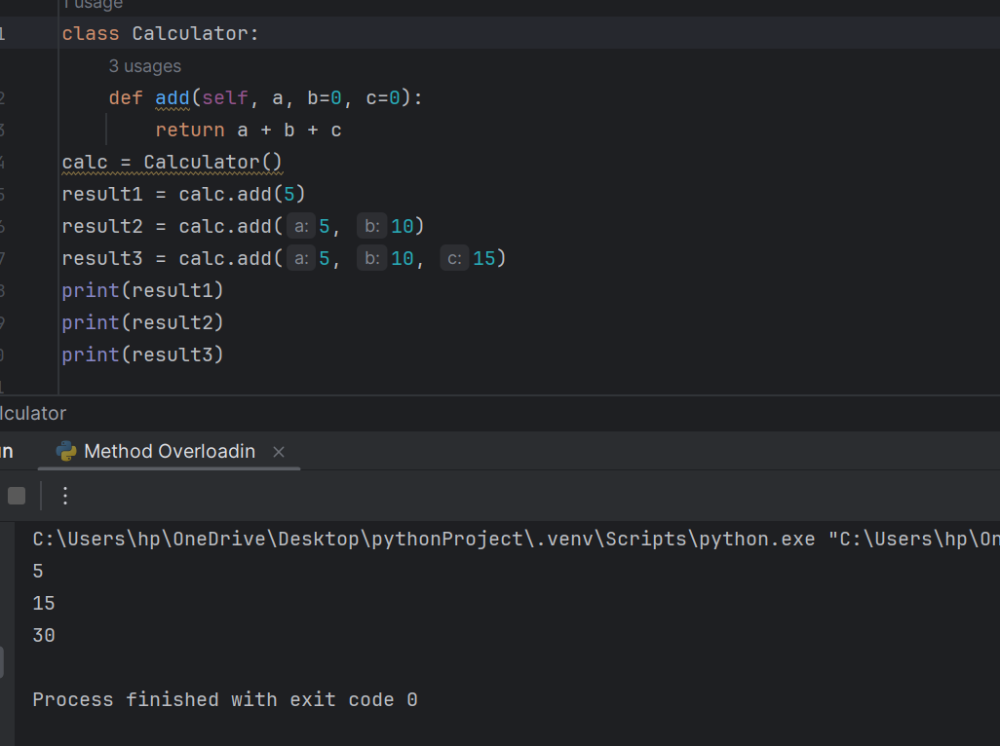 1 usage
class Calculator:
3 usages
def add(self, a, b=0, c=0):
return a + b + c
calc = Calculator()
result1 = calc.add(5)
result2 = calc.add( a: 5, b: 10)
result3 = calc.add( a: 5, b: 10, c: 15)
print(result1)
print(result2)
print(result3)
lculator
n Method Overloadin ×
C:\Users\hp\OneDrive\Desktop\pythonProject\.venv\Scripts\python.exe "C:\Users\hp\On
5
15
30
Process finished with exit code 0